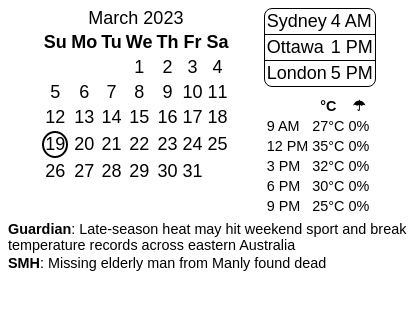 March 2023
Su Mo Tu We Th Fr Sa
1 2 3 4
5 6 7 8 9 10 11
12 13 14 15 16 17 18
19 20 21 22 23 24 25
26 27 28 29 30 31
Sydney 4 AM
Ottawa 1 PM
London 5 PM
°C ☂
9 AM 27°C 0%
12 PM 35°C 0%
3 PM 32°C 0%
6 PM 30°C 0%
9 PM 25°C 0%
Guardian: Late-season heat may hit weekend sport and break
temperature records across eastern Australia
SMH: Missing elderly man from Manly found dead